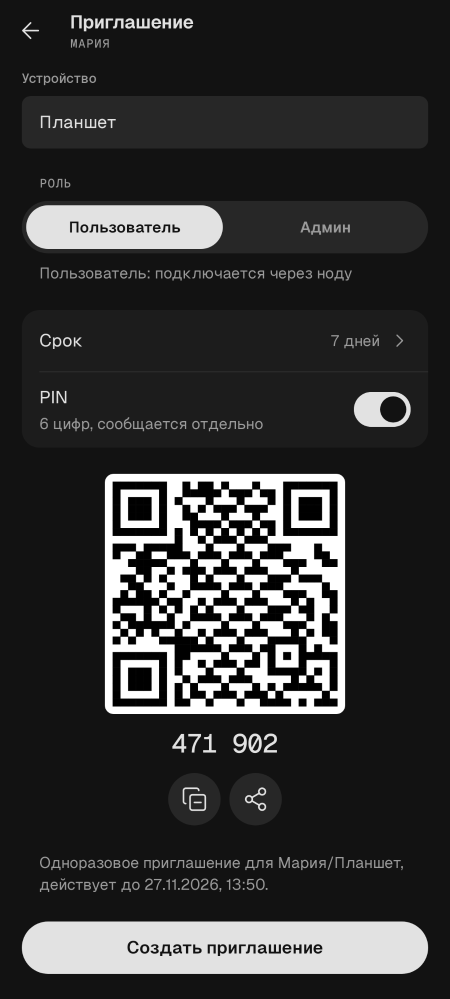 Приглашение
МАРИЯ
Устройство
Планшет
РОЛЬ
Пользователь
Админ
Пользователь: подключается через ноду
Срок
7 дней
PIN
6 цифр, сообщается отдельно
471 902
Одноразовое приглашение для Мария/Планшет,
действует до 27.11.2026, 13:50.
Создать приглашение